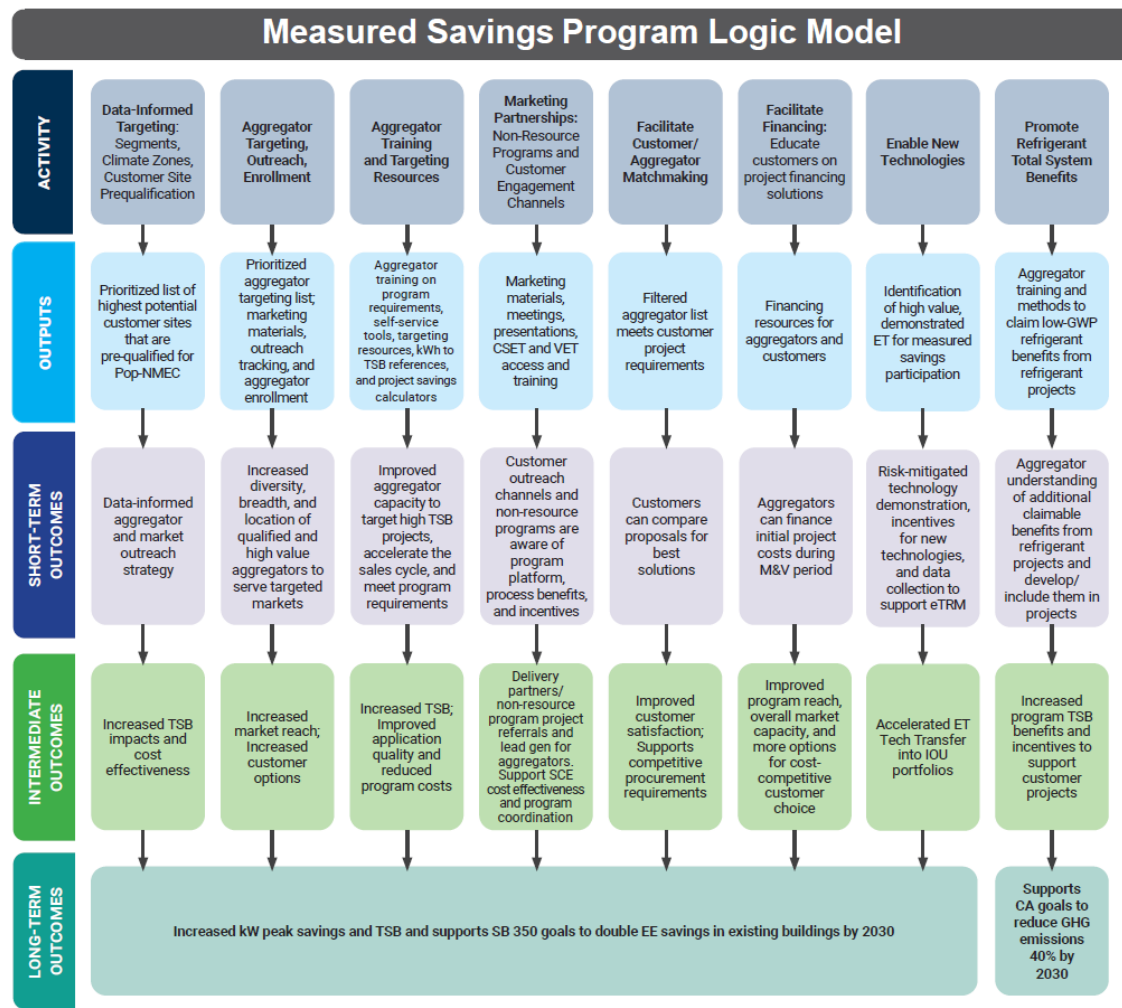 Measured Savings Program Logic Model
ACTIVITY
Data-Informed
Targeting:
Segments,
Climate Zones,
Customer Site
Prequalification
Aggregator
Targeting,
Outreach,
Enrollment
Aggregator
Training
and Targeting
Resources
Marketing
Partnerships:
Non-Resource
Programs and
Customer
Engagement
Channels
Facilitate
Customer/
Aggregator
Matchmaking
Facilitate
Financing:
Educate
customers on
project financing
solutions
Enable New
Technologies
Promote
Refrigerant
Total System
Benefits
OUTPUTS
Prioritized list of
highest potential
customer sites
that are
pre-qualified for
Pop-NMEC
Prioritized
aggregator
targeting list;
marketing
materials,
outreach
tracking, and
aggregator
enrollment
Aggregator
training on
program
requirements,
self-service
tools, targeting
resources, kWh to
TSB references,
and project savings
calculators
Marketing
materials,
meetings,
presentations,
CSET and VET
access and
training
Filtered
aggregator list
meets customer
project
requirements
Financing
resources for
aggregators and
customers
Identification
of high value,
demonstrated
ET for measured
savings
participation
Aggregator
training and
methods to
claim low-GWP
refrigerant
benefits from
refrigerant
projects
SHORT-TERM
OUTCOMES
Data-informed
aggregator
and market
outreach
strategy
Increased
diversity,
breadth, and
location of
qualified and
high value
aggregators to
serve targeted
markets
Improved
aggregator
capacity to
target high TSB
projects,
accelerate the
sales cycle, and
meet program
requirements
Customer
outreach
channels and
non-resource
programs are
aware of
program
platform,
process benefits,
and incentives
Customers
can compare
proposals for
best
solutions
Aggregators
can finance
initial project
costs during
M&V period
Risk-mitigated
technology
demonstration,
incentives
for new
technologies,
and data
collection to
support eTRM
Aggregator
understanding
of additional
claimable
benefits from
refrigerant
projects and
develop/
include them in
projects
INTERMEDIATE
OUTCOMES
Increased TSB
impacts and
cost
effectiveness
Increased
market reach;
Increased
customer
options
Increased TSB;
Improved
application
quality and
reduced
program costs
Delivery
partners/
non-resource
program project
referrals and
lead gen for
aggregators.
Support SCE
cost effectiveness
and program
coordination
Improved
customer
satisfaction;
Supports
competitive
procurement
requirements
Improved
program reach,
overall market
capacity, and
more options
for cost-
competitive
customer
choice
Accelerated ET
Tech Transfer
into IOU
portfolios
Increased
program TSB
benefits and
incentives to
support
customer
projects
LONG-TERM
OUTCOMES
Increased kW peak savings and TSB and supports SB 350 goals to double EE savings in existing buildings by 2030
Supports
CA goals to
reduce GHG
emissions
40% by
2030